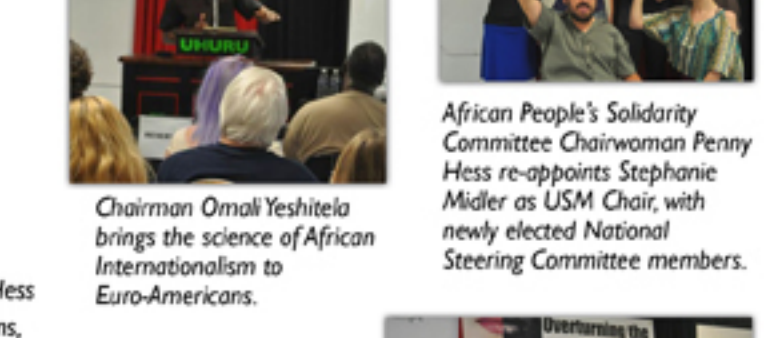 UHURU
Chairman Omali Yeshitela
brings the science of African
Internationalism to
Euro-Americans.
African People's Solidarity
Committee Chairwoman Penny
Hess re-appoints Stephanie
Midler as USM Chair, with
newly elected National
Steering Committee members.
Overturning the